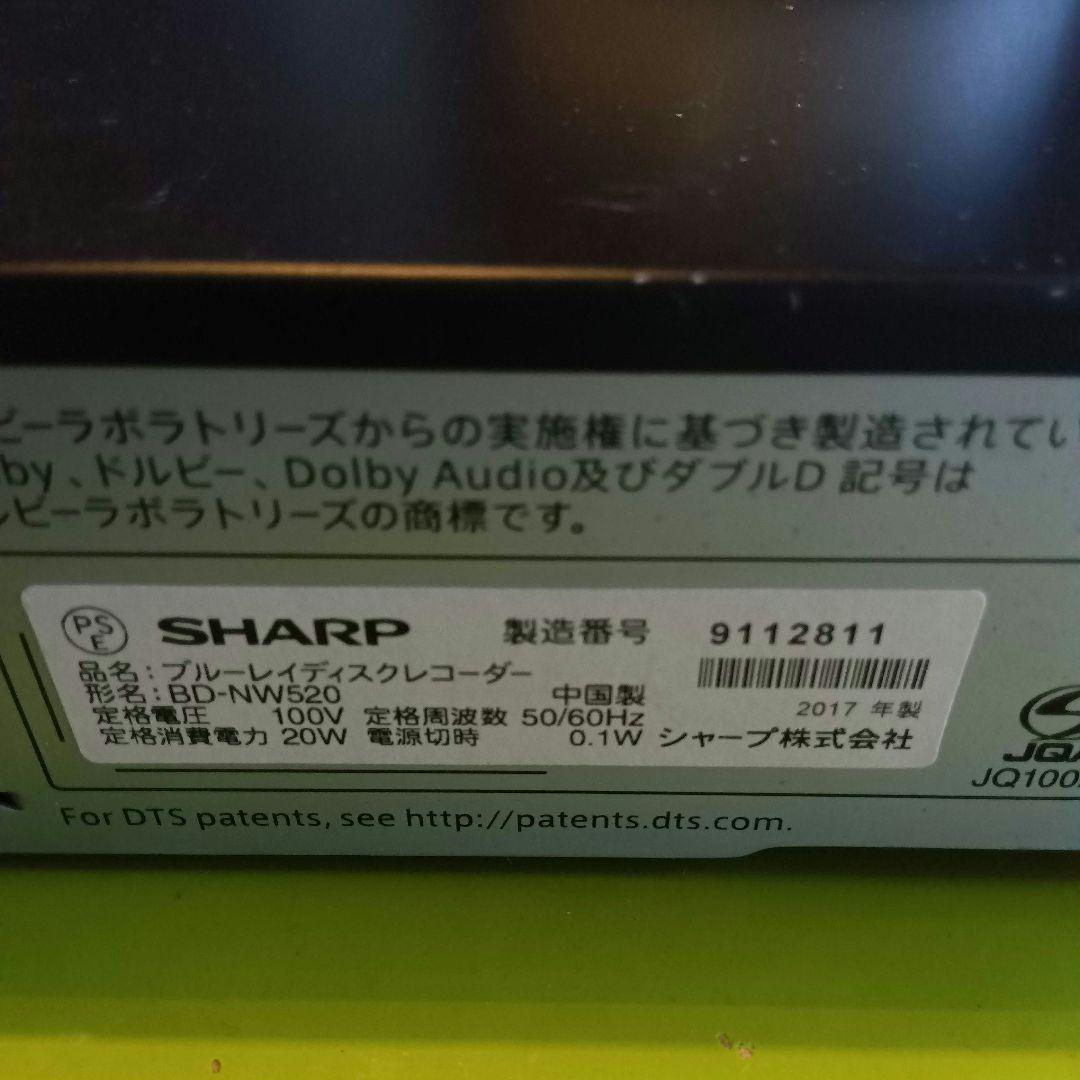 ビーラボラトリーズからの実施権に基づき製造されてい
by、ドルビー、Dolby Audio及びダブルD 記号は
ルビーラボラトリーズの商標です。
PSE SHARP 製造番号 9112811
品名:ブルーレイディスクレコーダー
形名:BD-NW520 中国製
2017 年製
定格電圧 100V 定格周波数 50/60Hz
定格消費電力 20W 電源切時 0.1W シャープ株式会社
JQA
JQ100
For DTS patents, see http://patents.dts.com.